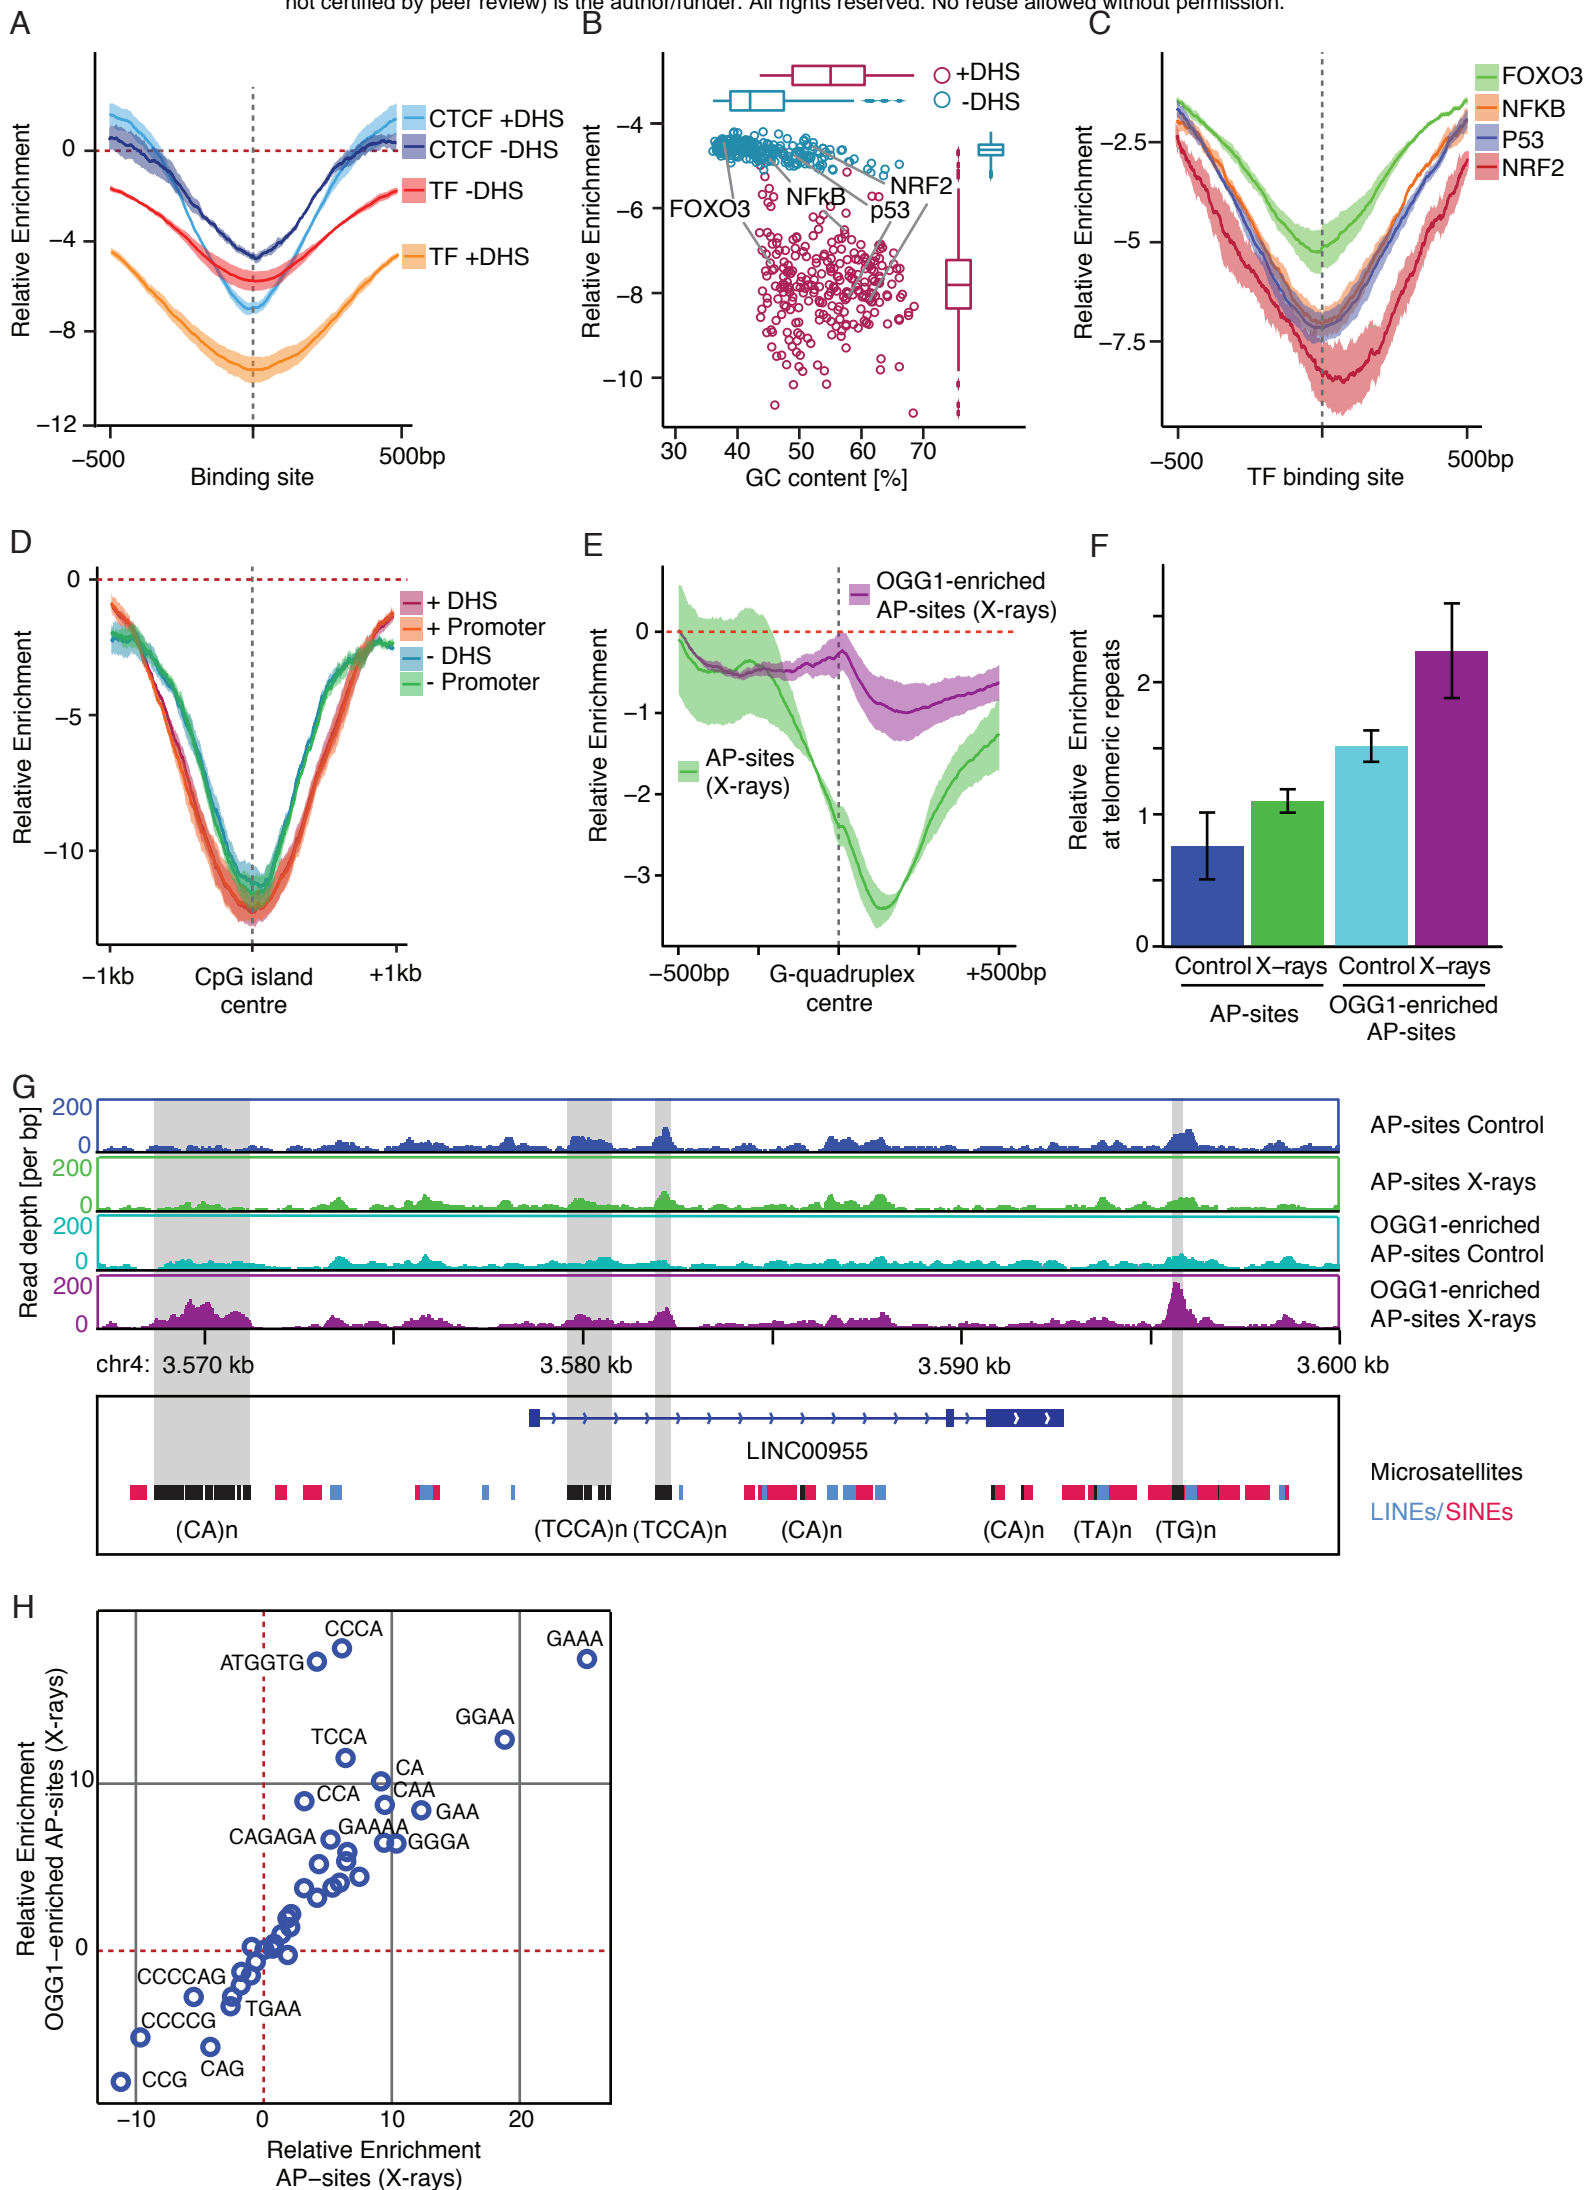 not certified by peer review) is the author/funder. All rights reserved. No reuse allowed without permission.
A
Relative Enrichment
0
−4
−8
−12
CTCF +DHS
CTCF -DHS
TF -DHS
TF +DHS
−500
500bp
Binding site
B
Relative Enrichment
−4
−6
−8
−10
+DHS
-DHS
FOXO3
NFkB
p53
NRF2
30
40
50
60
70
GC content [%]
C
Relative Enrichment
−2.5
−5
−7.5
FOXO3
NFKB
P53
NRF2
−500
500bp
TF binding site
D
Relative Enrichment
0
−5
−10
+ DHS
+ Promoter
- DHS
- Promoter
−1kb
CpG island
centre
+1kb
E
Relative Enrichment
0
−1
−2
−3
OGG1-enriched
AP-sites (X-rays)
AP-sites
(X-rays)
−500bp
G-quadruplex
centre
+500bp
F
Relative Enrichment
at telomeric repeats
2
1
0
Control X−rays Control X−rays
AP-sites
OGG1-enriched
AP-sites
G
Read depth [per bp]
200
0
AP-sites Control
200
0
AP-sites X-rays
200
0
OGG1-enriched
AP-sites Control
200
0
OGG1-enriched
AP-sites X-rays
chr4: 3.570 kb
3.580 kb
3.590 kb
3.600 kb
LINC00955
Microsatellites
LINEs/SINEs
(CA)n
(TCCA)n
(TCCA)n
(CA)n
(CA)n
(TA)n
(TG)n
H
Relative Enrichment
OGG1−enriched AP-sites (X-rays)
10
0
CCCA
GAAA
ATGGTG
GGAA
TCCA
CA
CCA
CAA
GAA
GAAAA
CAGAGA
GGGA
CCCCAG
TGAA
CCCCG
CAG
CCG
−10
0
10
20
Relative Enrichment
AP−sites (X-rays)